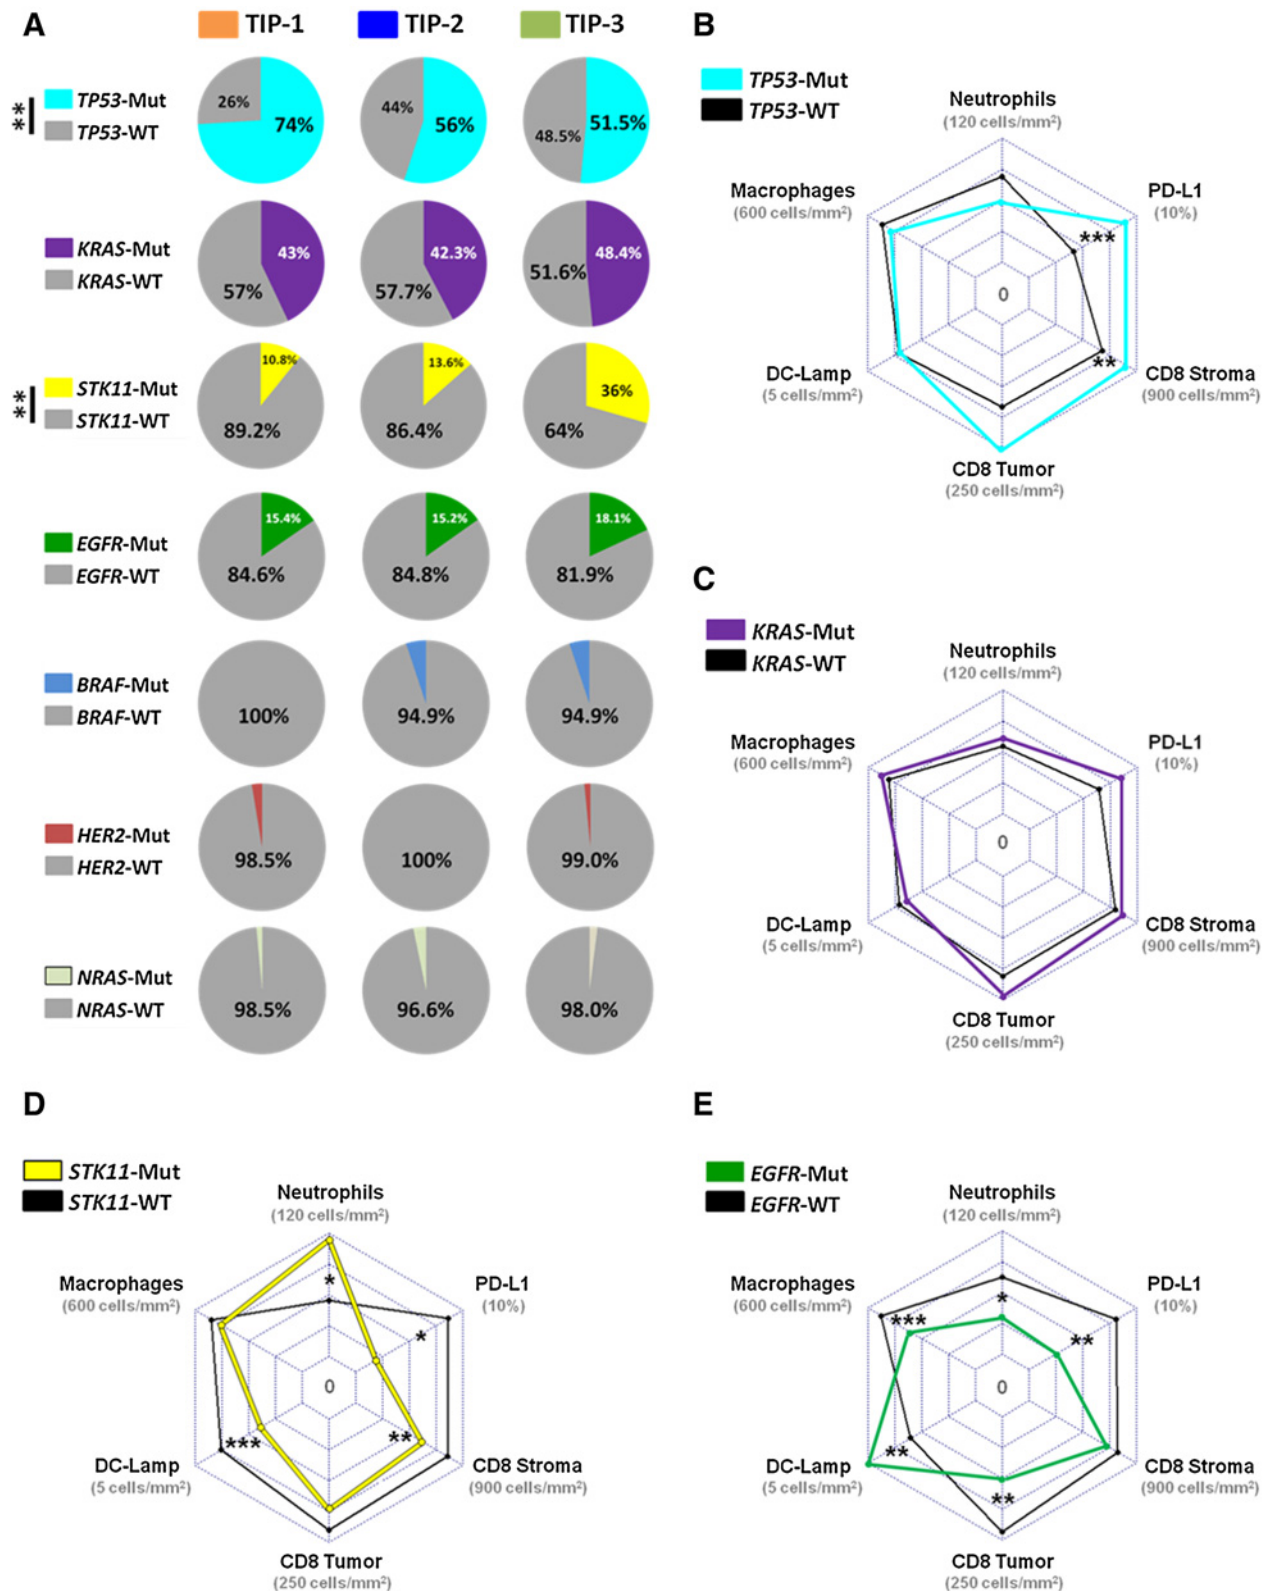 A
TIP-1
TIP-2
TIP-3
**
TP53-Mut
TP53-WT
26%
74%
44%
56%
48.5%
51.5%
KRAS-Mut
KRAS-WT
43%
57%
42.3%
57.7%
48.4%
51.6%
**
STK11-Mut
STK11-WT
10.8%
89.2%
13.6%
86.4%
36%
64%
EGFR-Mut
EGFR-WT
15.4%
84.6%
15.2%
84.8%
18.1%
81.9%
BRAF-Mut
BRAF-WT
100%
94.9%
94.9%
HER2-Mut
HER2-WT
98.5%
100%
99.0%
NRAS-Mut
NRAS-WT
98.5%
96.6%
98.0%
B
TP53-Mut
TP53-WT
Neutrophils
(120 cells/mm²)
Macrophages
(600 cells/mm²)
PD-L1
(10%)
***
0
**
DC-Lamp
(5 cells/mm²)
CD8 Stroma
(900 cells/mm²)
CD8 Tumor
(250 cells/mm²)
C
KRAS-Mut
KRAS-WT
Neutrophils
(120 cells/mm²)
Macrophages
(600 cells/mm²)
PD-L1
(10%)
0
DC-Lamp
(5 cells/mm²)
CD8 Stroma
(900 cells/mm²)
CD8 Tumor
(250 cells/mm²)
D
STK11-Mut
STK11-WT
Neutrophils
(120 cells/mm²)
Macrophages
(600 cells/mm²)
PD-L1
(10%)
*
*
0
***
**
DC-Lamp
(5 cells/mm²)
CD8 Stroma
(900 cells/mm²)
CD8 Tumor
(250 cells/mm²)
E
EGFR-Mut
EGFR-WT
Neutrophils
(120 cells/mm²)
Macrophages
(600 cells/mm²)
PD-L1
(10%)
*
***
**
0
**
**
DC-Lamp
(5 cells/mm²)
CD8 Stroma
(900 cells/mm²)
CD8 Tumor
(250 cells/mm²)